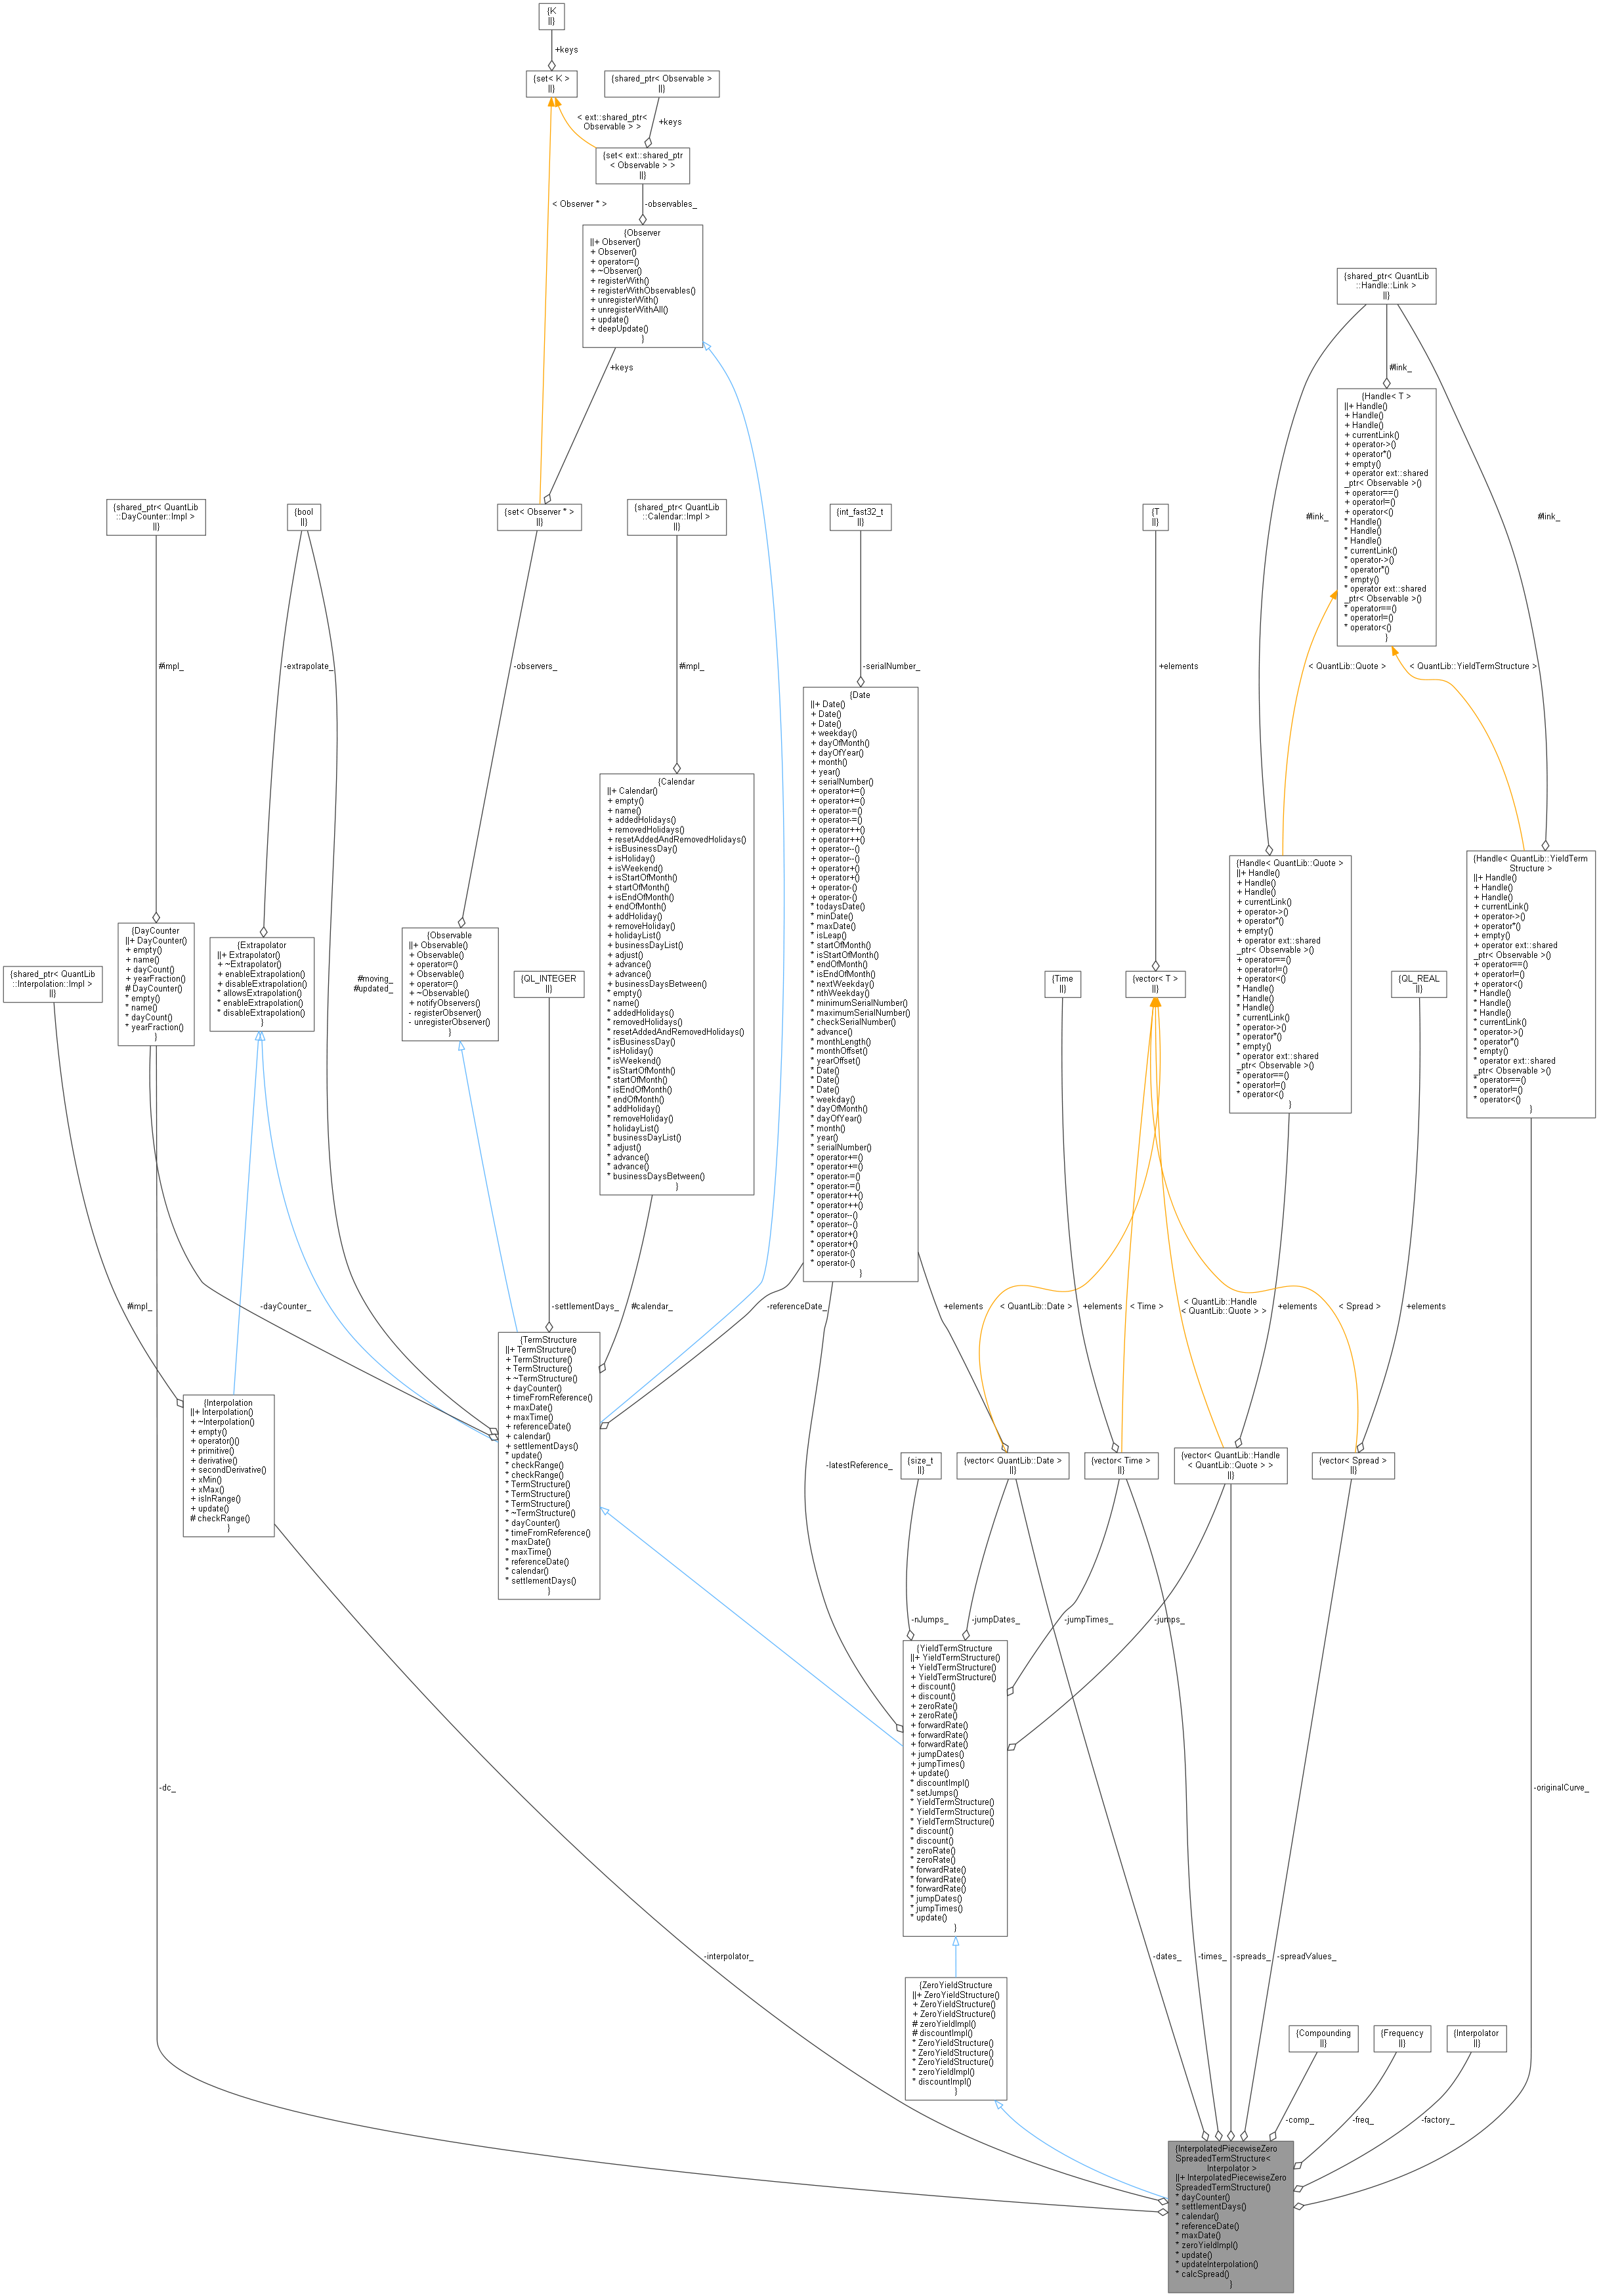 {K
||}
+keys
{set< K >
||}
{shared_ptr< Observable >
||}
< ext::shared_ptr<
Observable > >
+keys
{set< ext::shared_ptr
< Observable > >
||}
< Observer * >
-observables_
{Observer
||+ Observer()
+ Observer()
+ operator=()
+ ~Observer()
+ registerWith()
+ registerWithObservables()
+ unregisterWith()
+ unregisterWithAll()
+ update()
+ deepUpdate()
}
+keys
{shared_ptr< QuantLib
::Handle::Link >
||}
#link_
{Handle< T >
||+ Handle()
+ Handle()
+ Handle()
+ currentLink()
+ operator->()
+ operator*()
+ empty()
+ operator ext::shared
_ptr< Observable >()
+ operator==()
+ operator!=()
+ operator<()
* Handle()
* Handle()
* Handle()
* currentLink()
* operator->()
* operator*()
* empty()
* operator ext::shared
_ptr< Observable >()
* operator==()
* operator!=()
* operator<()
}
#link_
#link_
< QuantLib::Quote >
< QuantLib::YieldTermStructure >
{shared_ptr< QuantLib
::DayCounter::Impl >
||}
{bool
||}
{set< Observer * >
||}
{shared_ptr< QuantLib
::Calendar::Impl >
||}
{int_fast32_t
||}
{T
||}
#impl_
-extrapolate_
-observers_
#impl_
-serialNumber_
+elements
{Date
||+ Date()
+ Date()
+ Date()
+ weekday()
+ dayOfMonth()
+ dayOfYear()
+ month()
+ year()
+ serialNumber()
+ operator+=()
+ operator+=()
+ operator-=()
+ operator-=()
+ operator++()
+ operator++()
+ operator--()
+ operator--()
+ operator+()
+ operator+()
+ operator-()
+ operator-()
* todaysDate()
* minDate()
* maxDate()
* isLeap()
* startOfMonth()
* isStartOfMonth()
* endOfMonth()
* isEndOfMonth()
* nextWeekday()
* nthWeekday()
* minimumSerialNumber()
* maximumSerialNumber()
* checkSerialNumber()
* advance()
* monthLength()
* monthOffset()
* yearOffset()
* Date()
* Date()
* Date()
* weekday()
* dayOfMonth()
* dayOfYear()
* month()
* year()
* serialNumber()
* operator+=()
* operator+=()
* operator-=()
* operator-=()
* operator++()
* operator++()
* operator--()
* operator--()
* operator+()
* operator+()
* operator-()
* operator-()
}
{Calendar
||+ Calendar()
+ empty()
+ name()
+ addedHolidays()
+ removedHolidays()
+ resetAddedAndRemovedHolidays()
+ isBusinessDay()
+ isHoliday()
+ isWeekend()
+ isStartOfMonth()
+ startOfMonth()
+ isEndOfMonth()
+ endOfMonth()
+ addHoliday()
+ removeHoliday()
+ holidayList()
+ businessDayList()
+ adjust()
+ advance()
+ advance()
+ businessDaysBetween()
* empty()
* name()
* addedHolidays()
* removedHolidays()
* resetAddedAndRemovedHolidays()
* isBusinessDay()
* isHoliday()
* isWeekend()
* isStartOfMonth()
* startOfMonth()
* isEndOfMonth()
* endOfMonth()
* addHoliday()
* removeHoliday()
* holidayList()
* businessDayList()
* adjust()
* advance()
* advance()
* businessDaysBetween()
}
{Handle< QuantLib::Quote >
||+ Handle()
+ Handle()
+ Handle()
+ currentLink()
+ operator->()
+ operator*()
+ empty()
+ operator ext::shared
_ptr< Observable >()
+ operator==()
+ operator!=()
+ operator<()
* Handle()
* Handle()
* Handle()
* currentLink()
* operator->()
* operator*()
* empty()
* operator ext::shared
_ptr< Observable >()
* operator==()
* operator!=()
* operator<()
}
{Handle< QuantLib::YieldTerm
Structure >
||+ Handle()
+ Handle()
+ Handle()
+ currentLink()
+ operator->()
+ operator*()
+ empty()
+ operator ext::shared
_ptr< Observable >()
+ operator==()
+ operator!=()
+ operator<()
* Handle()
* Handle()
* Handle()
* currentLink()
* operator->()
* operator*()
* empty()
* operator ext::shared
_ptr< Observable >()
* operator==()
* operator!=()
* operator<()
}
{DayCounter
||+ DayCounter()
+ empty()
+ name()
+ dayCount()
+ yearFraction()
# DayCounter()
* empty()
* name()
* dayCount()
* yearFraction()
}
{Extrapolator
||+ Extrapolator()
+ ~Extrapolator()
+ enableExtrapolation()
+ disableExtrapolation()
* allowsExtrapolation()
* enableExtrapolation()
* disableExtrapolation()
}
#moving_
#updated_
{Observable
||+ Observable()
+ Observable()
+ operator=()
+ Observable()
+ operator=()
+ ~Observable()
+ notifyObservers()
- registerObserver()
- unregisterObserver()
}
{shared_ptr< QuantLib
::Interpolation::Impl >
||}
{QL_INTEGER
||}
{Time
||}
{vector< T >
||}
{QL_REAL
||}
#impl_
-dayCounter_
-settlementDays_
#calendar_
-referenceDate_
+elements
< QuantLib::Date >
+elements
< Time >
< QuantLib::Handle
< QuantLib::Quote > >
+elements
< Spread >
+elements
{TermStructure
||+ TermStructure()
+ TermStructure()
+ TermStructure()
+ ~TermStructure()
+ dayCounter()
+ timeFromReference()
+ maxDate()
+ maxTime()
+ referenceDate()
+ calendar()
+ settlementDays()
* update()
* checkRange()
* checkRange()
* TermStructure()
* TermStructure()
* TermStructure()
* ~TermStructure()
* dayCounter()
* timeFromReference()
* maxDate()
* maxTime()
* referenceDate()
* calendar()
* settlementDays()
}
{Interpolation
||+ Interpolation()
+ ~Interpolation()
+ empty()
+ operator()()
+ primitive()
+ derivative()
+ secondDerivative()
+ xMin()
+ xMax()
+ isInRange()
+ update()
# checkRange()
}
-latestReference_
{size_t
||}
{vector< QuantLib::Date >
||}
{vector< Time >
||}
{vector< QuantLib::Handle
< QuantLib::Quote > >
||}
{vector< Spread >
||}
-nJumps_
-jumpDates_
-jumpTimes_
-jumps_
{YieldTermStructure
||+ YieldTermStructure()
+ YieldTermStructure()
+ YieldTermStructure()
+ discount()
+ discount()
+ zeroRate()
+ zeroRate()
+ forwardRate()
+ forwardRate()
+ forwardRate()
+ jumpDates()
+ jumpTimes()
+ update()
* discountImpl()
* setJumps()
* YieldTermStructure()
* YieldTermStructure()
* YieldTermStructure()
* discount()
* discount()
* zeroRate()
* zeroRate()
* forwardRate()
* forwardRate()
* forwardRate()
* jumpDates()
* jumpTimes()
* update()
}
-dc_
-originalCurve_
-interpolator_
-dates_
-times_
-spreads_
-spreadValues_
{ZeroYieldStructure
||+ ZeroYieldStructure()
+ ZeroYieldStructure()
+ ZeroYieldStructure()
# zeroYieldImpl()
# discountImpl()
* ZeroYieldStructure()
* ZeroYieldStructure()
* ZeroYieldStructure()
* zeroYieldImpl()
* discountImpl()
}
{Compounding
||}
{Frequency
||}
{Interpolator
||}
-comp_
-freq_
-factory_
{InterpolatedPiecewiseZero
SpreadedTermStructure<
Interpolator >
||+ InterpolatedPiecewiseZero
SpreadedTermStructure()
* dayCounter()
* settlementDays()
* calendar()
* referenceDate()
* maxDate()
* zeroYieldImpl()
* update()
* updateInterpolation()
* calcSpread()
}